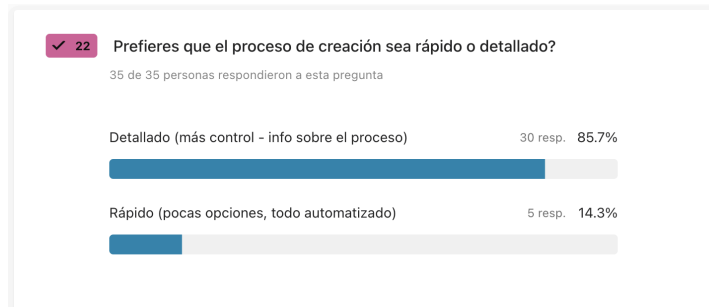 22 Prefieres que el proceso de creación sea rápido o detallado?
35 de 35 personas respondieron a esta pregunta
Detallado (más control - info sobre el proceso) 30 resp. 85.7%
Rápido (pocas opciones, todo automatizado) 5 resp. 14.3%